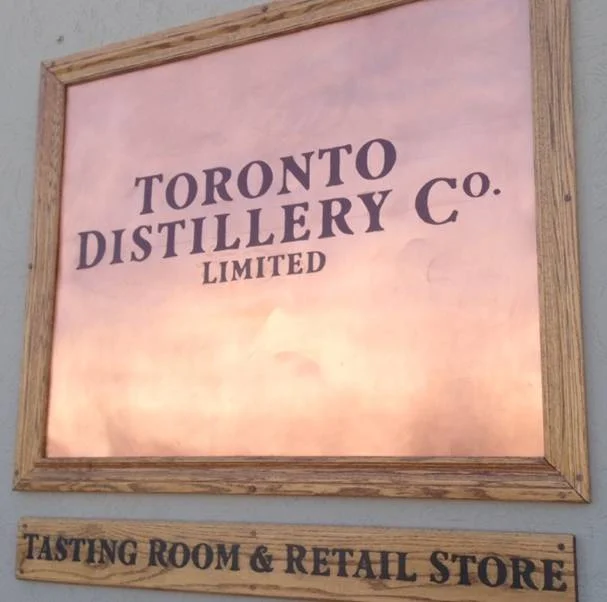 TORONTO
DISTILLERY Co.
LIMITED
TASTING ROOM & RETAIL STORE